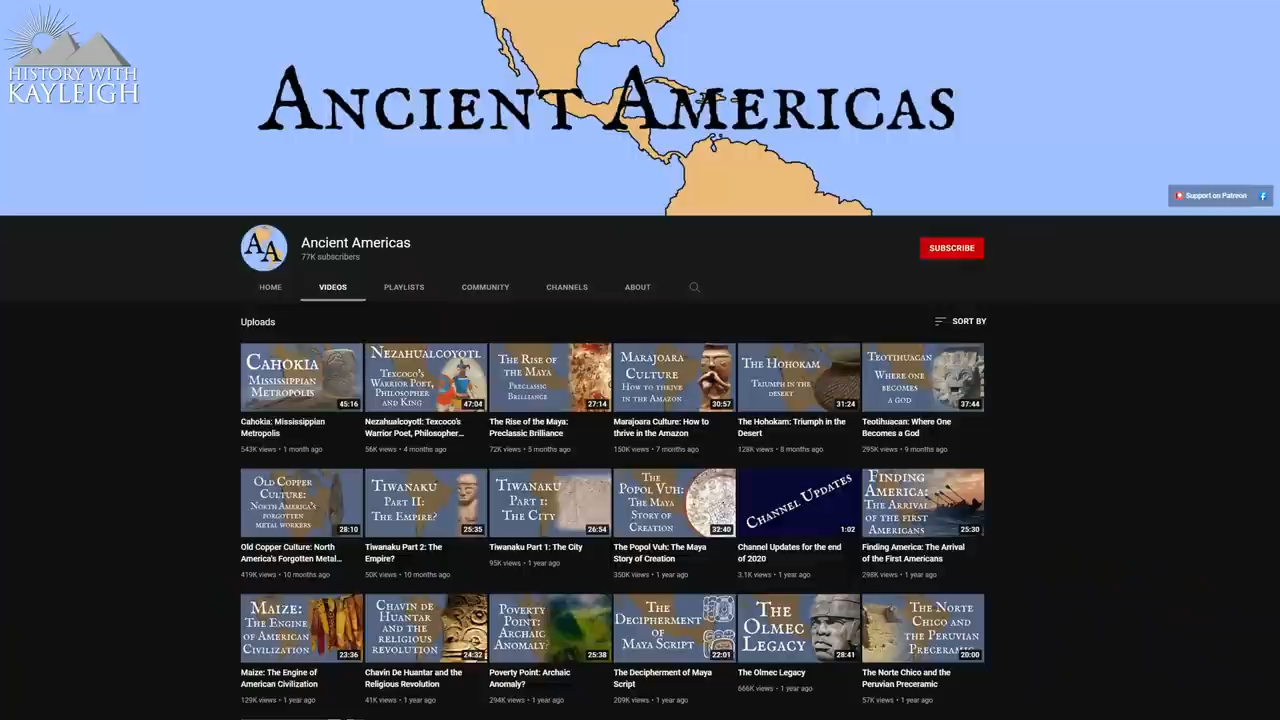 HISTORY WITH
KAYLEIGH
ANCIENT AMERICAS
Support on Patreon
AA
Ancient Americas
77K subscribers
SUBSCRIBE
HOME
VIDEOS
PLAYLISTS
COMMUNITY
CHANNELS
ABOUT
Uploads
SORT BY
CAHOKIA
MISSISSIPPIAN
METROPOLIS
45:16
NEZAHUALCOYOTL
TEXCOCO'S
WARRIOR POET,
PHILOSOPHER
AND KING
47:04
THE RISE OF
THE MAYA
PRECLASSIC
BRILLIANCE
27:14
MARAJOARA
CULTURE
HOW TO THRIVE
IN THE AMAZON
30:57
THE HOHOKAM
TRIUMPH IN THE
DESERT
31:24
TEOTIHUACAN
WHERE ONE
BECOMES
A GOD
37:44
Cahokia: Mississippian
Metropolis
543K views • 1 month ago
Nezahualcoyotl: Texcoco's
Warrior Poet, Philosopher...
56K views • 4 months ago
The Rise of the Maya:
Preclassic Brilliance
72K views • 5 months ago
Marajoara Culture: How to
thrive in the Amazon
150K views • 7 months ago
The Hohokam: Triumph in the
Desert
128K views • 8 months ago
Teotihuacan: Where One
Becomes a God
295K views • 9 months ago
OLD COPPER
CULTURE:
NORTH AMERICA'S
FORGOTTEN
METAL WORKERS
28:10
TIWANAKU
PART II:
THE EMPIRE?
25:35
TIWANAKU
PART 1:
THE CITY
26:54
THE
POPOL VUH:
THE MAYA
STORY OF
CREATION
32:40
CHANNEL UPDATES
1:02
FINDING
AMERICA:
THE ARRIVAL
OF THE FIRST
AMERICANS
25:30
Old Copper Culture: North
America's Forgotten Metal...
419K views • 10 months ago
Tiwanaku Part 2: The
Empire?
50K views • 10 months ago
Tiwanaku Part 1: The City
95K views • 1 year ago
The Popol Vuh: The Maya
Story of Creation
350K views • 1 year ago
Channel Updates for the end
of 2020
3.1K views • 1 year ago
Finding America: The Arrival
of the First Americans
298K views • 1 year ago
MAIZE:
THE ENGINE
OF AMERICAN
CIVILIZATION
23:36
CHAVIN DE
HUANTAR
AND THE
RELIGIOUS
REVOLUTION
24:32
POVERTY
POINT:
ARCHAIC
ANOMALY?
25:38
THE
DECIPHERMENT
OF
MAYA SCRIPT
22:01
THE
OLMEC
LEGACY
28:41
THE NORTE
CHICO AND
THE PERUVIAN
PRECERAMIC
20:00
Maize: The Engine of
American Civilization
129K views • 1 year ago
Chavin De Huantar and the
Religious Revolution
41K views • 1 year ago
Poverty Point: Archaic
Anomaly?
294K views • 1 year ago
The Decipherment of Maya
Script
209K views • 1 year ago
The Olmec Legacy
666K views • 1 year ago
The Norte Chico and the
Peruvian Preceramic
57K views • 1 year ago